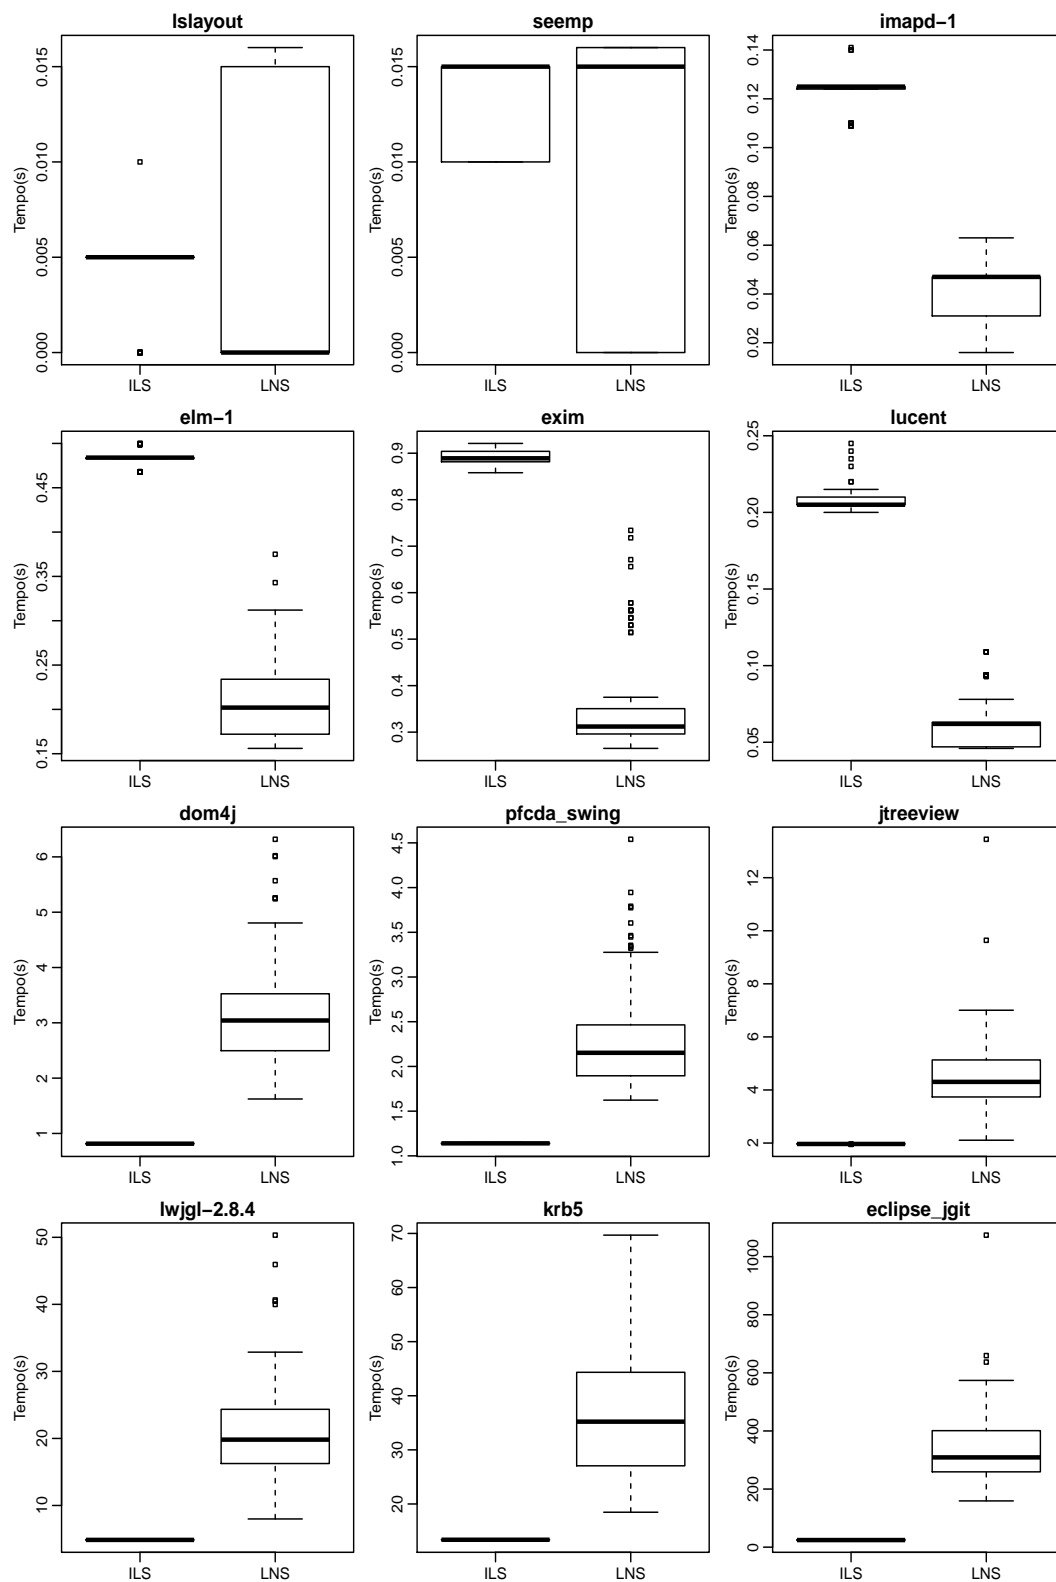 lslayout
Tempo(s)
0.000
0.005
0.010
0.015
ILS
LNS
seemp
Tempo(s)
0.000
0.005
0.010
0.015
ILS
LNS
imapd−1
Tempo(s)
0.02
0.04
0.06
0.08
0.10
0.12
0.14
ILS
LNS
elm−1
Tempo(s)
0.15
0.25
0.35
0.45
ILS
LNS
exim
Tempo(s)
0.3
0.4
0.5
0.6
0.7
0.8
0.9
ILS
LNS
lucent
Tempo(s)
0.05
0.10
0.15
0.20
0.25
ILS
LNS
dom4j
Tempo(s)
1
2
3
4
5
6
ILS
LNS
pfcda_swing
Tempo(s)
1.0
1.5
2.0
2.5
3.0
3.5
4.0
4.5
ILS
LNS
jtreeview
Tempo(s)
2
4
6
8
10
12
ILS
LNS
lwjgl−2.8.4
Tempo(s)
10
20
30
40
50
ILS
LNS
krb5
Tempo(s)
20
30
40
50
60
70
ILS
LNS
eclipse_jgit
Tempo(s)
0
200
400
600
800
1000
ILS
LNS